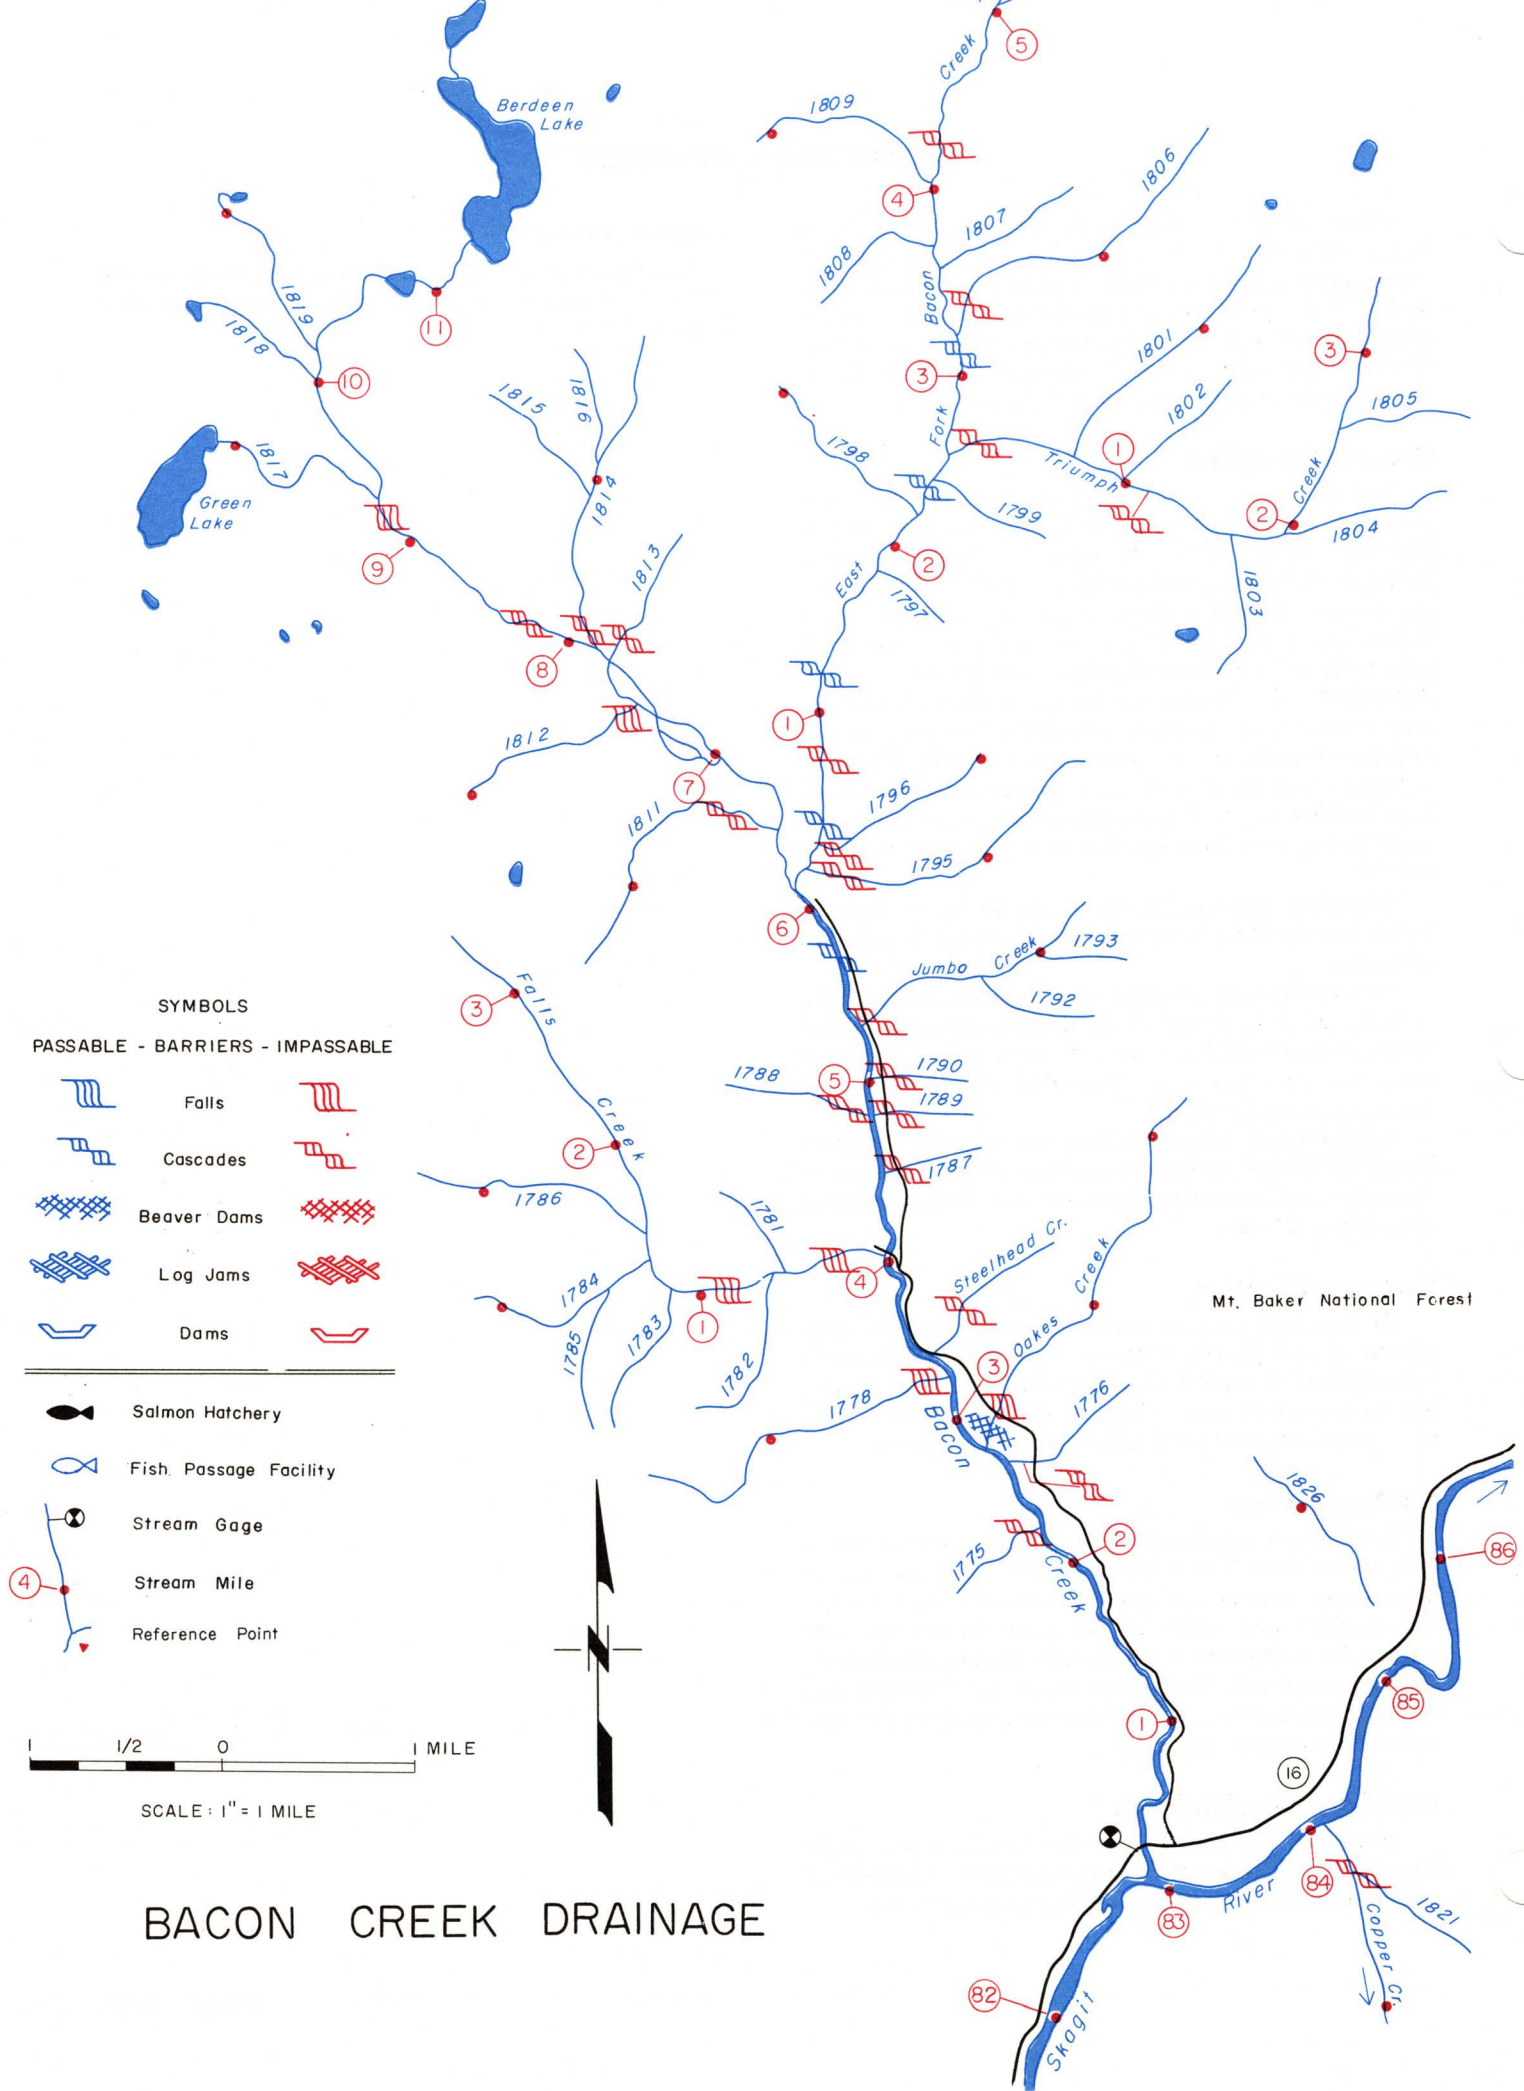 Creek
5
Berdeen
Lake
1809
1806
4
1807
1808
1819
Bacon
11
1818
1801
3
3
10
1816
1815
1802
1805
Fork
1
1817
1798
Triumph
Creek
Green
Lake
1814
1799
2
1804
9
1813
East
2
1797
1803
8
1
1812
7
1796
1811
1795
6
Jumbo
Creek
1793
3
Falls
1792
SYMBOLS
PASSABLE - BARRIERS - IMPASSABLE
Falls
Cascades
Beaver Dams
Log Jams
Dams
Salmon Hatchery
Fish Passage Facility
Stream Gage
4
Stream Mile
Reference Point
1788
5
1790
1789
Creek
2
1787
1786
1781
Steelhead Cr.
Creek
4
1784
1
1783
1785
1782
Oakes
Mt. Baker National Forest
3
1778
1776
Bacon
1826
2
1775
Creek
86
85
1
16
1 1/2 0 1 MILE
SCALE: 1" = 1 MILE
84
83
River
1821
Copper Cr.
82
Skagit
BACON CREEK DRAINAGE